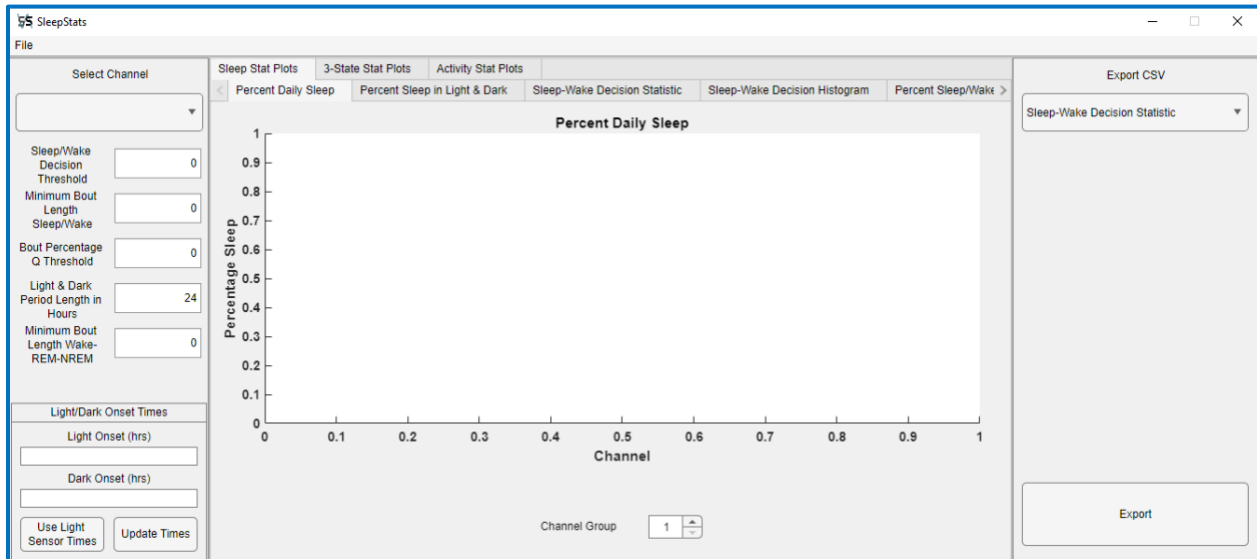 SleepStats
File
Select Channel
Sleep/Wake
Decision
Threshold
0
Minimum Bout
Length
Sleep/Wake
0
Bout Percentage
Q Threshold
0
Light & Dark
Period Length in
Hours
24
Minimum Bout
Length Wake-
REM-NREM
0
Light/Dark Onset Times
Light Onset (hrs)
Dark Onset (hrs)
Use Light
Sensor Times
Update Times
Sleep Stat Plots 3-State Stat Plots Activity Stat Plots
Percent Daily Sleep Percent Sleep in Light & Dark Sleep-Wake Decision Statistic Sleep-Wake Decision Histogram Percent Sleep/Wake
Percent Daily Sleep
Percentage Sleep
1
0.9
0.8
0.7
0.6
0.5
0.4
0.3
0.2
0.1
0
0 0.1 0.2 0.3 0.4 0.5 0.6 0.7 0.8 0.9 1
Channel
Channel Group 1
Export CSV
Sleep-Wake Decision Statistic
Export